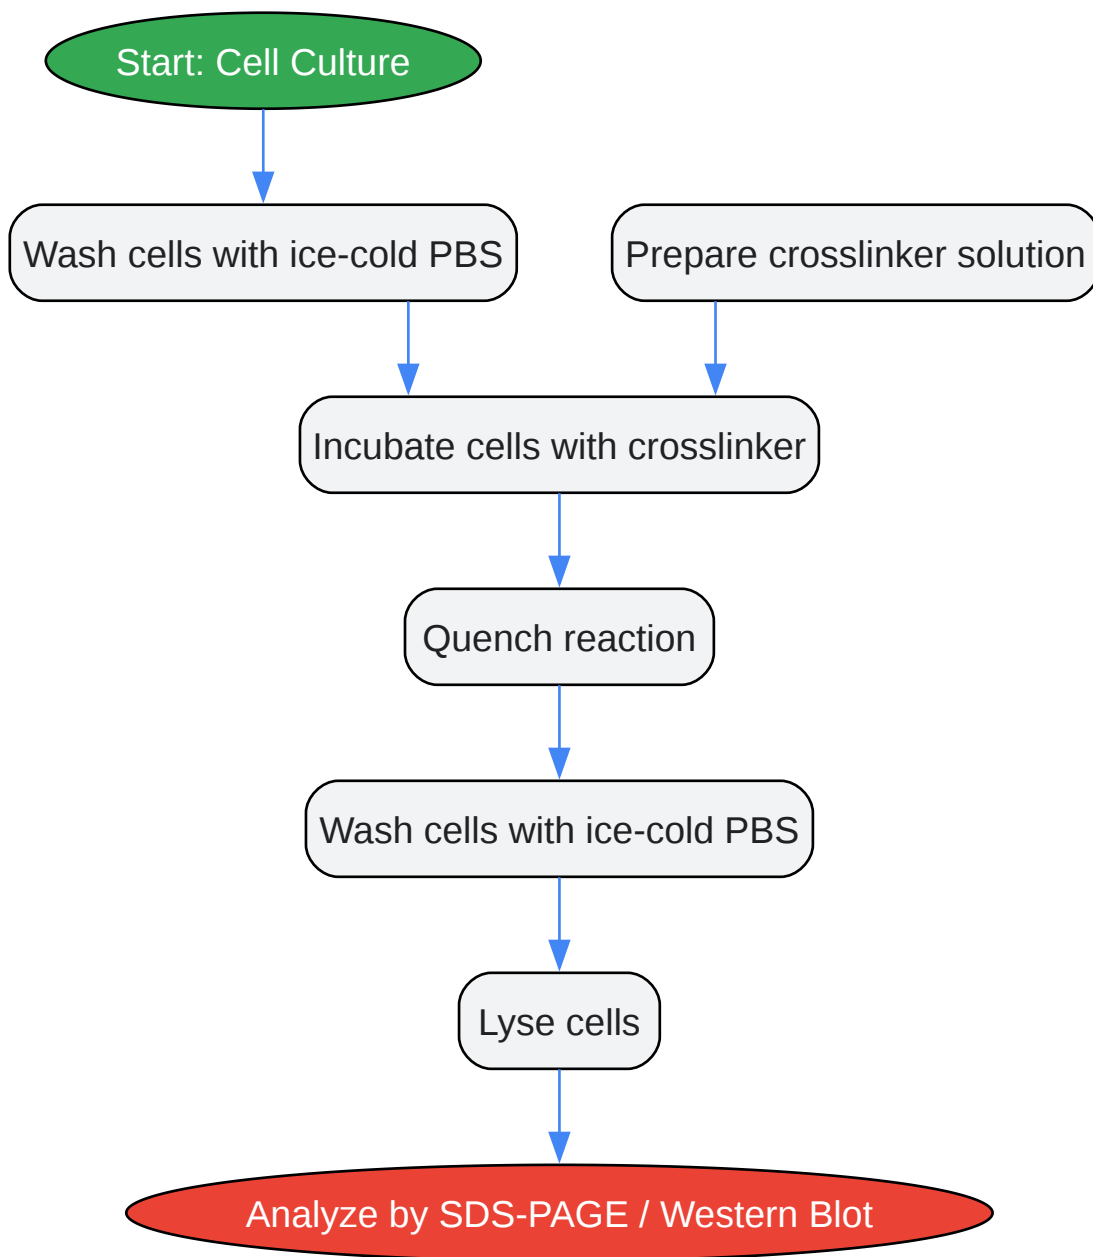 Start: Cell Culture
Wash cells with ice-cold PBS
Prepare crosslinker solution
Incubate cells with crosslinker
Quench reaction
Wash cells with ice-cold PBS
Lyse cells
Analyze by SDS-PAGE / Western Blot